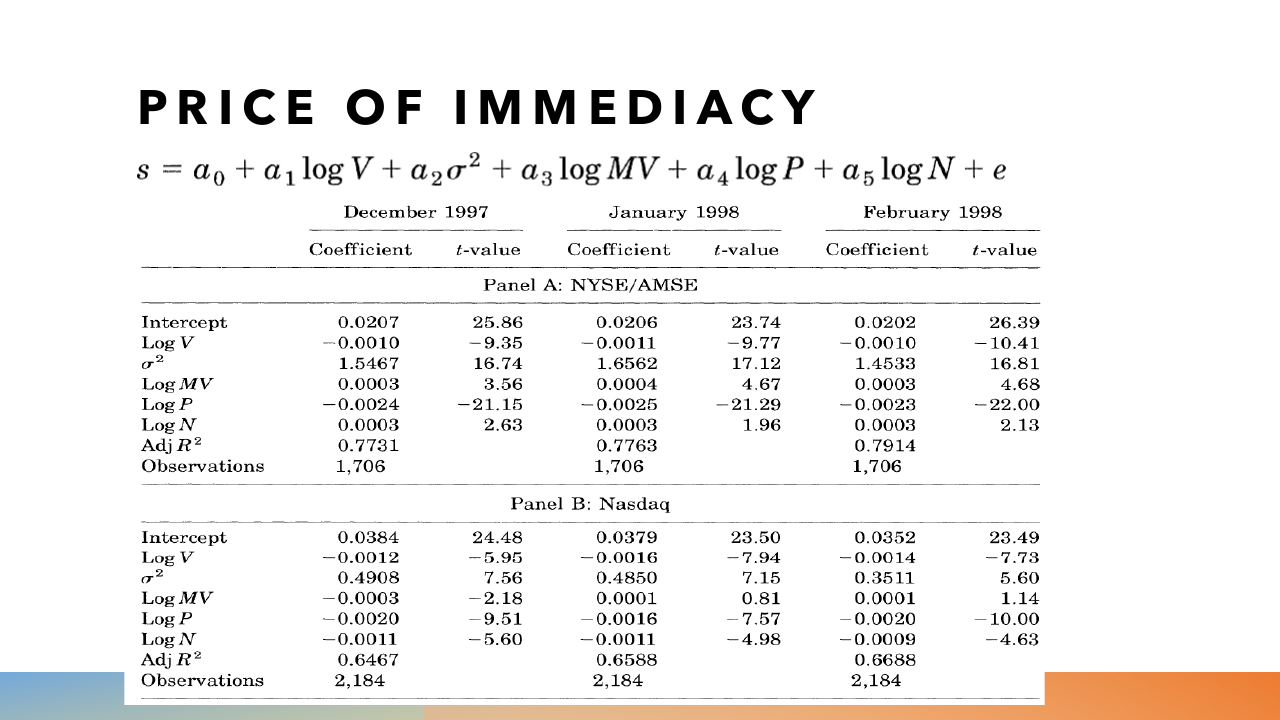 PRICE OF IMMEDIACY
s = a₀ + a₁ log V + a₂σ² + a₃ log MV + a₄ log P + a₅ log N + e
December 1997 January 1998 February 1998
Coefficient t-value Coefficient t-value Coefficient t-value
Panel A: NYSE/AMSE
Intercept 0.0207 25.86 0.0206 23.74 0.0202 26.39
Log V −0.0010 −9.35 −0.0011 −9.77 −0.0010 −10.41
σ² 1.5467 16.74 1.6562 17.12 1.4533 16.81
Log MV 0.0003 3.56 0.0004 4.67 0.0003 4.68
Log P −0.0024 −21.15 −0.0025 −21.29 −0.0023 −22.00
Log N 0.0003 2.63 0.0003 1.96 0.0003 2.13
Adj R² 0.7731 0.7763 0.7914
Observations 1,706 1,706 1,706
Panel B: Nasdaq
Intercept 0.0384 24.48 0.0379 23.50 0.0352 23.49
Log V −0.0012 −5.95 −0.0016 −7.94 −0.0014 −7.73
σ² 0.4908 7.56 0.4850 7.15 0.3511 5.60
Log MV −0.0003 −2.18 0.0001 0.81 0.0001 1.14
Log P −0.0020 −9.51 −0.0016 −7.57 −0.0020 −10.00
Log N −0.0011 −5.60 −0.0011 −4.98 −0.0009 −4.63
Adj R² 0.6467 0.6588 0.6688
Observations 2,184 2,184 2,184